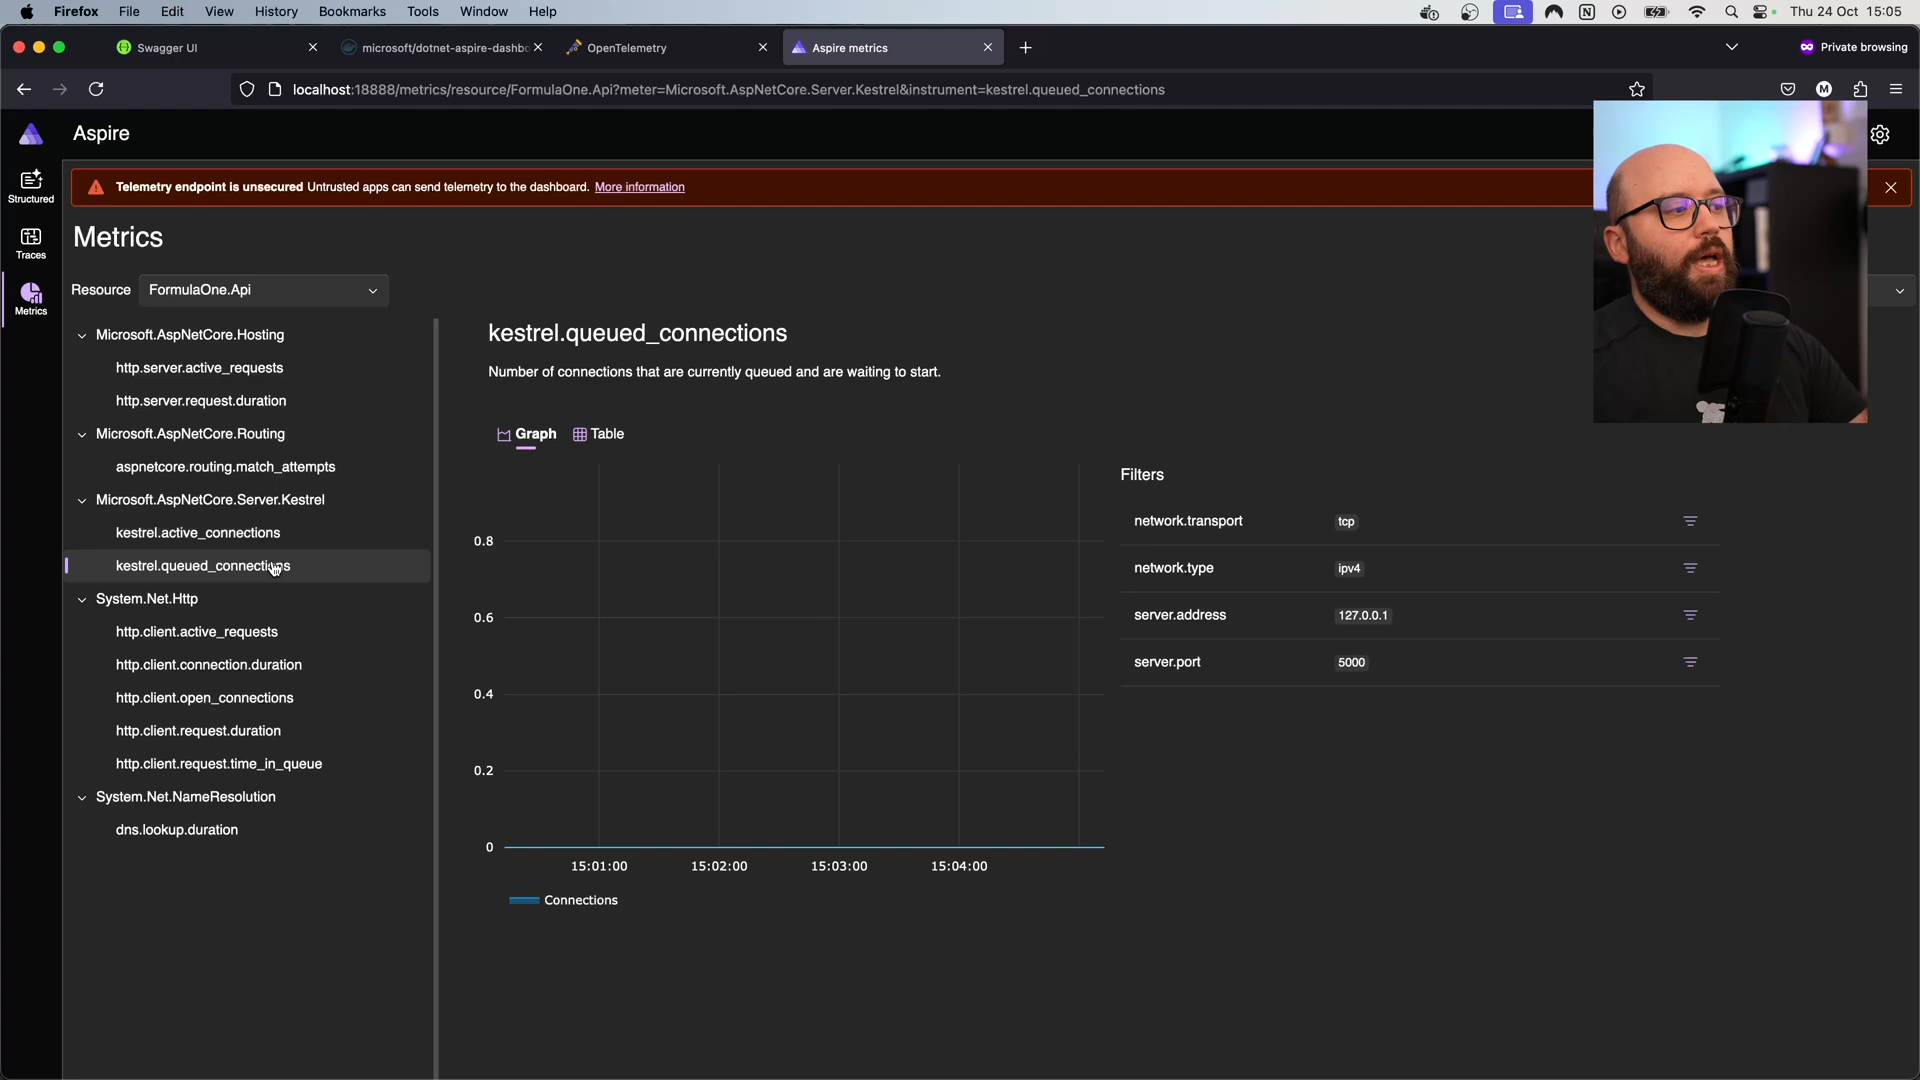 Firefox File Edit View History Bookmarks Tools Window Help
Thu 24 Oct 15:05
Swagger UI
microsoft/dotnet-aspire-dashbo
OpenTelemetry
Aspire metrics
Private browsing
localhost:18888/metrics/resource/FormulaOne.Api?meter=Microsoft.AspNetCore.Server.Kestrel&instrument=kestrel.queued_connections
M
Aspire
Telemetry endpoint is unsecured Untrusted apps can send telemetry to the dashboard. More information
Structured
Traces
Metrics
Metrics
Resource FormulaOne.Api
Microsoft.AspNetCore.Hosting
http.server.active_requests
http.server.request.duration
Microsoft.AspNetCore.Routing
aspnetcore.routing.match_attempts
Microsoft.AspNetCore.Server.Kestrel
kestrel.active_connections
kestrel.queued_connections
System.Net.Http
http.client.active_requests
http.client.connection.duration
http.client.open_connections
http.client.request.duration
http.client.request.time_in_queue
System.Net.NameResolution
dns.lookup.duration
kestrel.queued_connections
Number of connections that are currently queued and are waiting to start.
Graph Table
0.8
0.6
0.4
0.2
0
15:01:00 15:02:00 15:03:00 15:04:00
Connections
Filters
network.transport tcp
network.type ipv4
server.address 127.0.0.1
server.port 5000